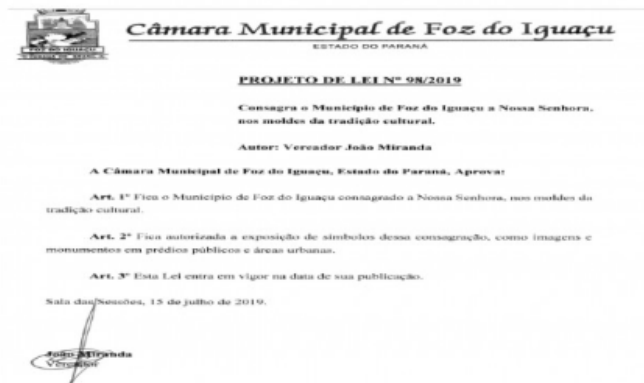 Câmara Municipal de Foz do Iguaçu
ESTADO DO PARANÁ
FOZ DO IGUAÇU
PROJETO DE LEI Nº 98/2019
Consagra o Município de Foz do Iguaçu a Nossa Senhora,
nos moldes da tradição cultural.
Autor: Vereador João Miranda
A Câmara Municipal de Foz do Iguaçu, Estado do Paraná, Aprova:
Art. 1º Fica o Município de Foz do Iguaçu consagrado a Nossa Senhora, nos moldes da
tradição cultural.
Art. 2º Fica autorizada a exposição de símbolos dessa consagração, como imagens e
monumentos em prédios públicos e áreas urbanas.
Art. 3º Esta Lei entra em vigor na data de sua publicação.
Sala das Sessões, 15 de julho de 2019.
João Miranda
Vereador